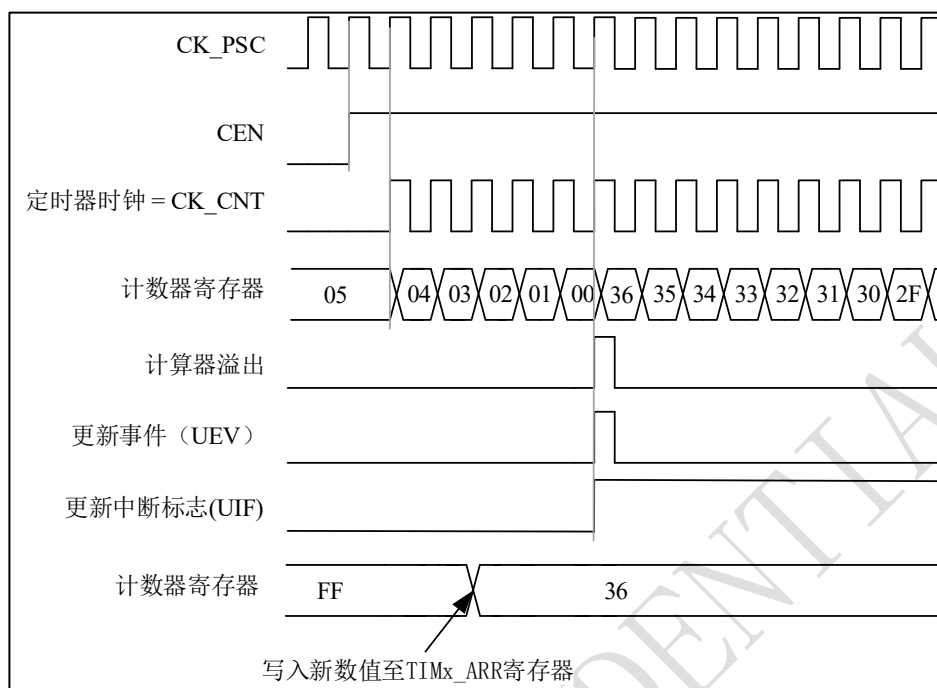 CK_PSC
CEN
定时器时钟 = CK_CNT
计数器寄存器 05 04 03 02 01 00 36 35 34 33 32 31 30 2F
计算器溢出
更新事件（UEV）
更新中断标志(UIF)
计数器寄存器 FF 36
写入新数值至TIMx_ARR寄存器
DENTIAL